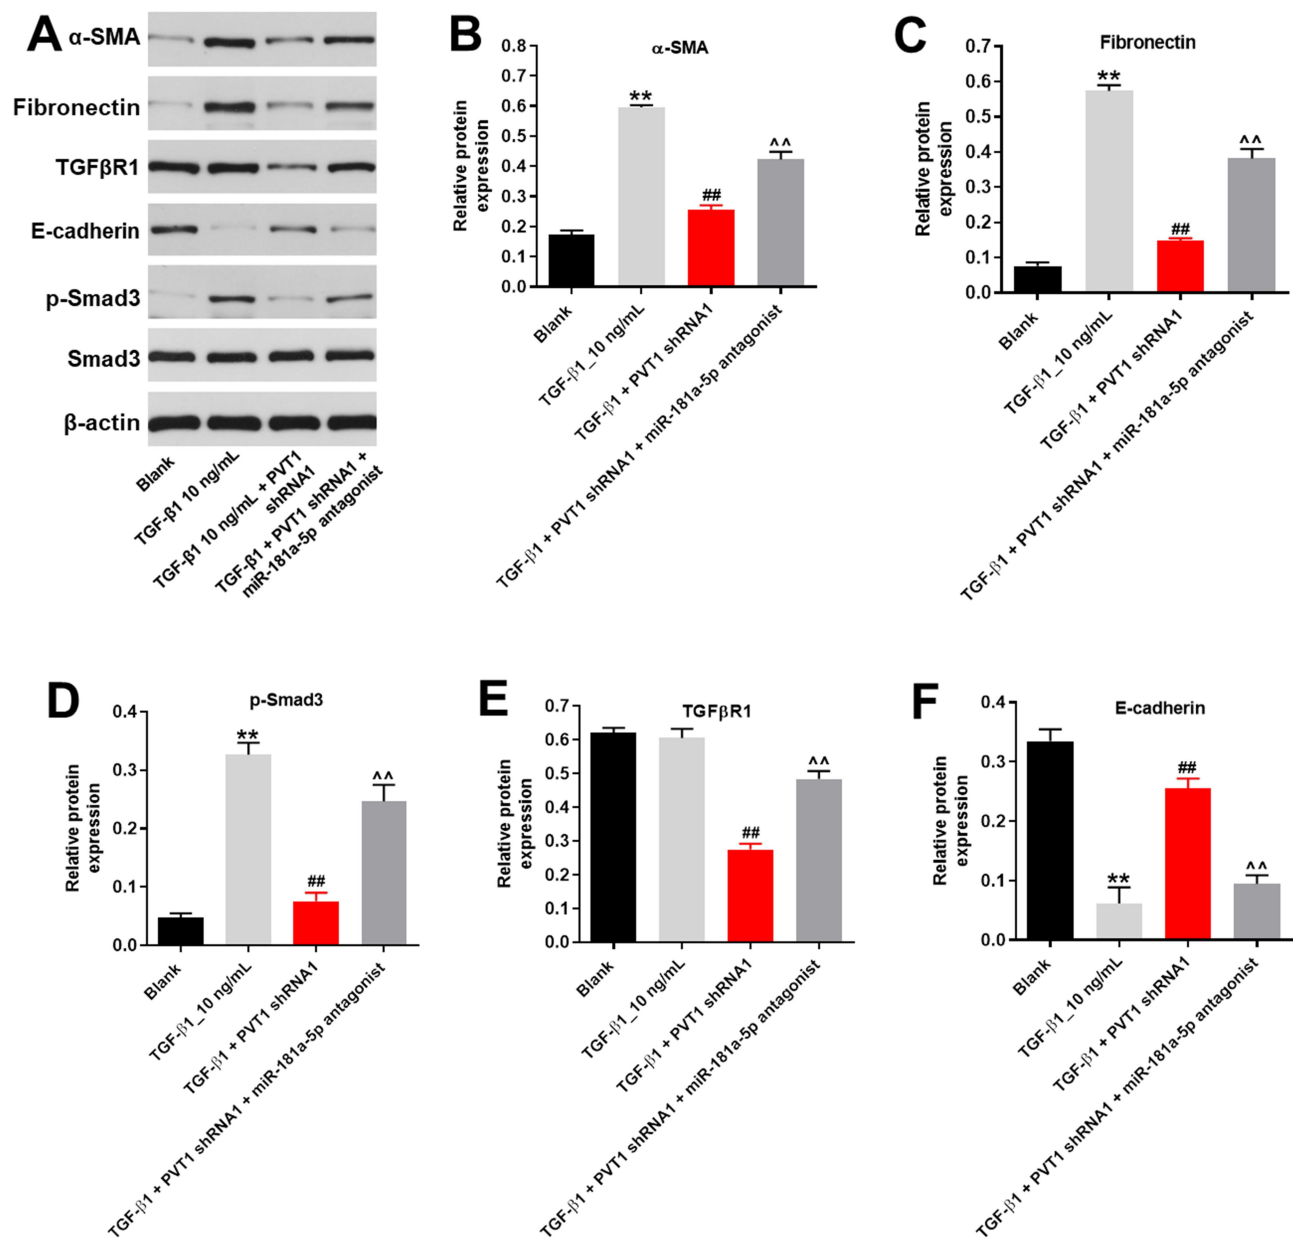 A
α-SMA
Fibronectin
TGFβR1
E-cadherin
p-Smad3
Smad3
β-actin
Blank
TGF-β1 10 ng/mL
TGF-β1 10 ng/mL + PVT1
shRNA1
TGF-β1 + PVT1 shRNA1 +
miR-181a-5p antagonist
B
α-SMA
Relative protein
expression
0.8
0.7
0.6
0.5
0.4
0.3
0.2
0.1
0.0
**
##
^^
Blank
TGF-β1_10 ng/mL
TGF-β1 + PVT1 shRNA1
TGF-β1 + PVT1 shRNA1 + miR-181a-5p antagonist
C
Fibronectin
Relative protein
expression
0.7
0.6
0.5
0.4
0.3
0.2
0.1
0.0
**
##
^^
Blank
TGF-β1_10 ng/mL
TGF-β1 + PVT1 shRNA1
TGF-β1 + PVT1 shRNA1 + miR-181a-5p antagonist
D
p-Smad3
Relative protein
expression
0.4
0.3
0.2
0.1
0.0
**
##
^^
Blank
TGF-β1_10 ng/mL
TGF-β1 + PVT1 shRNA1
TGF-β1 + PVT1 shRNA1 + miR-181a-5p antagonist
E
TGFβR1
Relative protein
expression
0.7
0.6
0.5
0.4
0.3
0.2
0.1
0.0
##
^^
Blank
TGF-β1_10 ng/mL
TGF-β1 + PVT1 shRNA1
TGF-β1 + PVT1 shRNA1 + miR-181a-5p antagonist
F
E-cadherin
Relative protein
expression
0.4
0.3
0.2
0.1
0.0
**
##
^^
Blank
TGF-β1_10 ng/mL
TGF-β1 + PVT1 shRNA1
TGF-β1 + PVT1 shRNA1 + miR-181a-5p antagonist